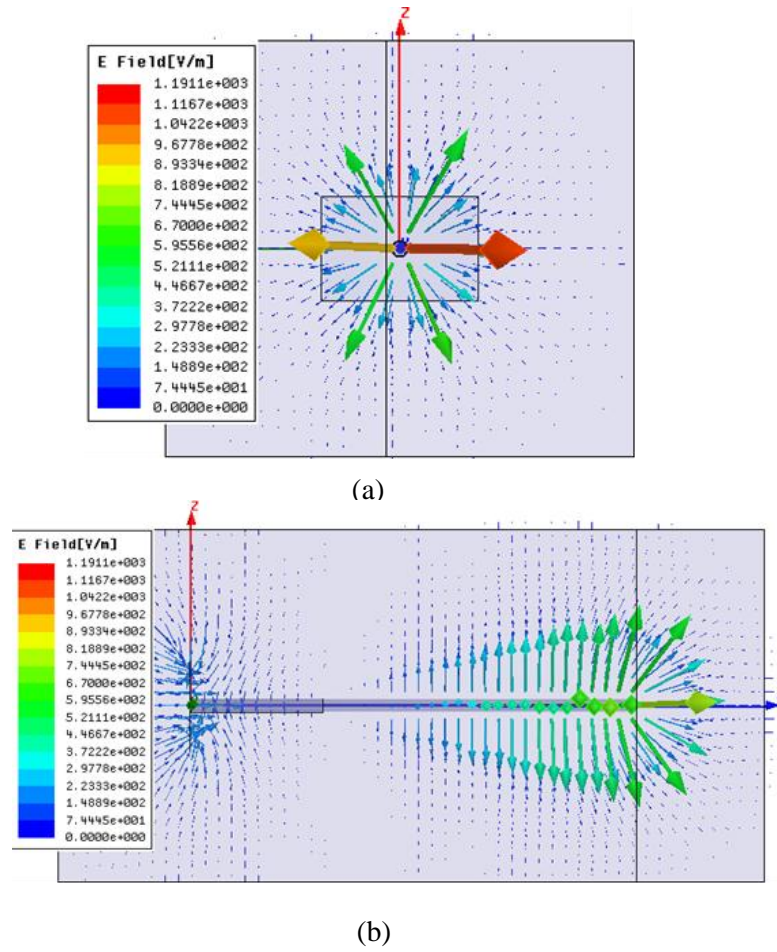 Z
E Field[V/m]
1.1911e+003
1.1167e+003
1.0422e+003
9.6778e+002
8.9334e+002
8.1889e+002
7.4445e+002
6.7000e+002
5.9556e+002
5.2111e+002
4.4667e+002
3.7222e+002
2.9778e+002
2.2333e+002
1.4889e+002
7.4445e+001
0.0000e+000
(a)
Z
E Field[V/m]
1.1911e+003
1.1167e+003
1.0422e+003
9.6778e+002
8.9334e+002
8.1889e+002
7.4445e+002
6.7000e+002
5.9556e+002
5.2111e+002
4.4667e+002
3.7222e+002
2.9778e+002
2.2333e+002
1.4889e+002
7.4445e+001
0.0000e+000
(b)